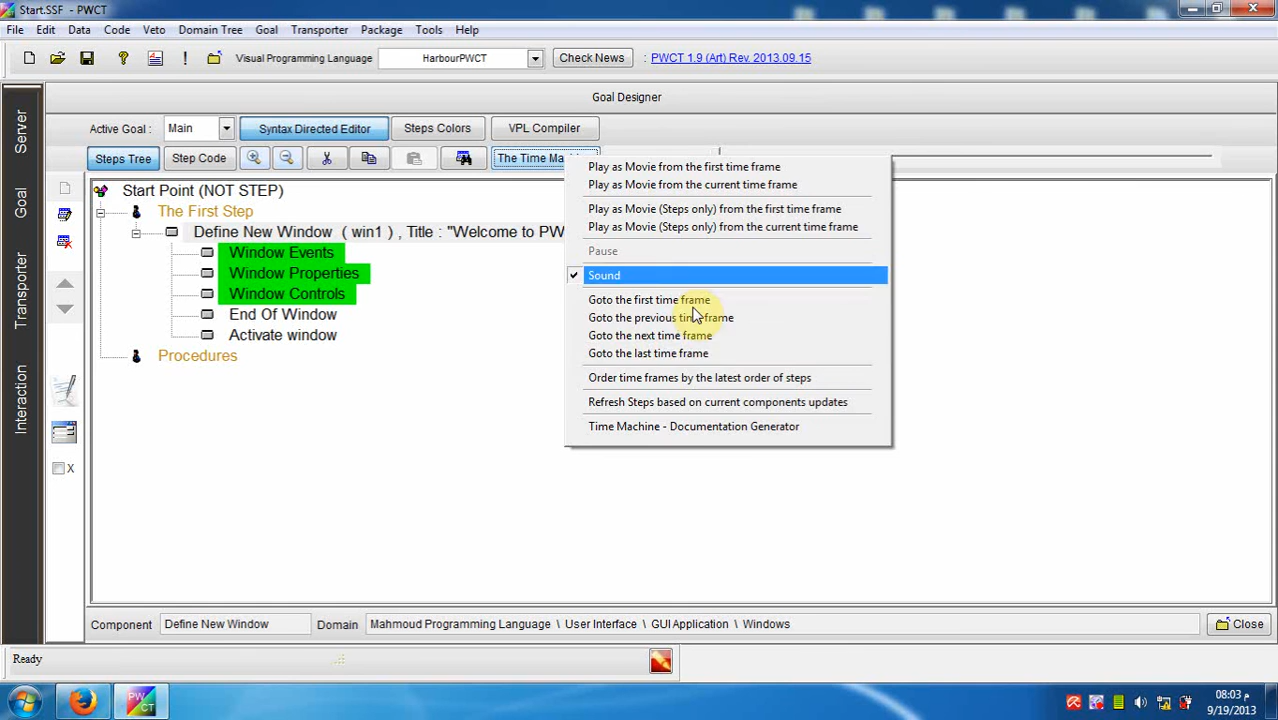 Start.SSF - PWCT
File Edit Data Code Veto Domain Tree Goal Transporter Package Tools Help
Visual Programming Language HarbourPWCT Check News PWCT 1.9 (Art) Rev. 2013.09.15
Goal Designer
Active Goal : Main Syntax Directed Editor Steps Colors VPL Compiler
Steps Tree Step Code The Time Ma
Play as Movie from the first time frame
Play as Movie from the current time frame
Play as Movie (Steps only) from the first time frame
Play as Movie (Steps only) from the current time frame
Pause
Sound
Goto the first time frame
Goto the previous time frame
Goto the next time frame
Goto the last time frame
Order time frames by the latest order of steps
Refresh Steps based on current components updates
Time Machine - Documentation Generator
Start Point (NOT STEP)
The First Step
Define New Window ( win1 ) , Title : "Welcome to PW
Window Events
Window Properties
Window Controls
End Of Window
Activate window
Procedures
Server
Goal
Transporter
Interaction
X
Component Define New Window Domain Mahmoud Programming Language \ User Interface \ GUI Application \ Windows Close
Ready
PW
CT
08:03 م
9/19/2013